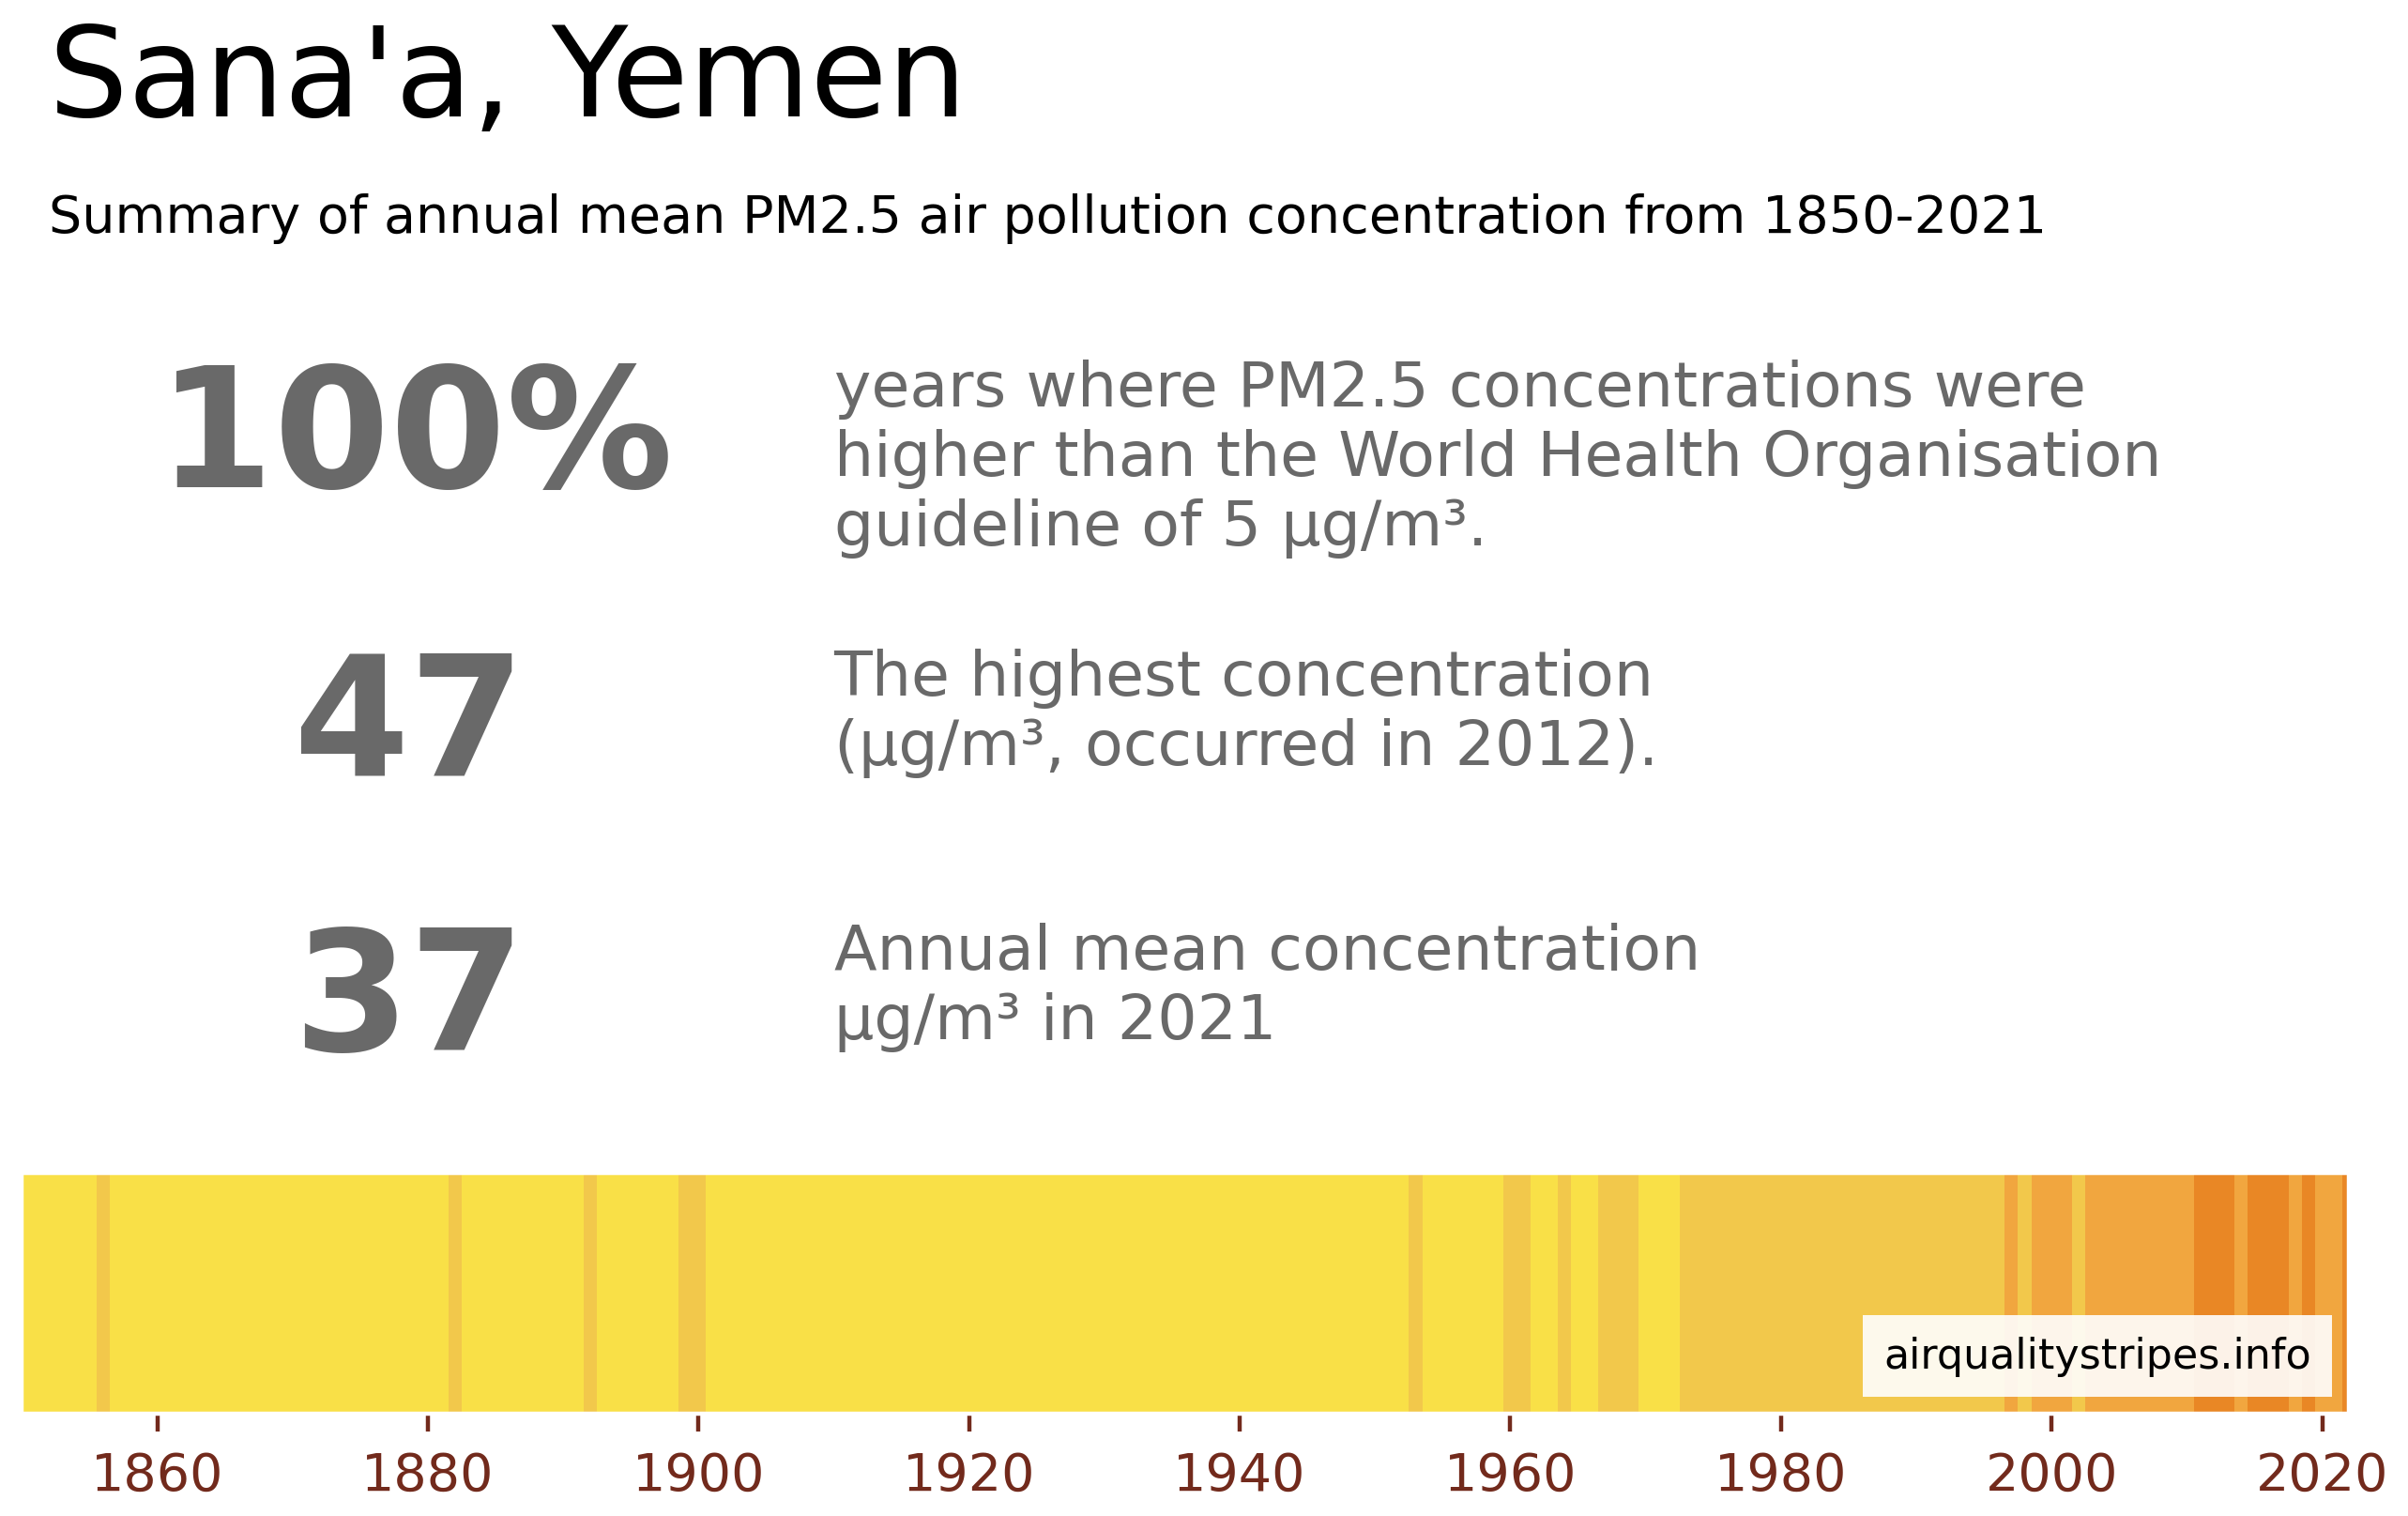 Sana'a, Yemen
Summary of annual mean PM2.5 air pollution concentration from 1850-2021
100%
years where PM2.5 concentrations were
higher than the World Health Organisation
guideline of 5 µg/m³.
47
The highest concentration
(µg/m³, occurred in 2012).
37
Annual mean concentration
µg/m³ in 2021
airqualitystripes.info
1860 1880 1900 1920 1940 1960 1980 2000 2020